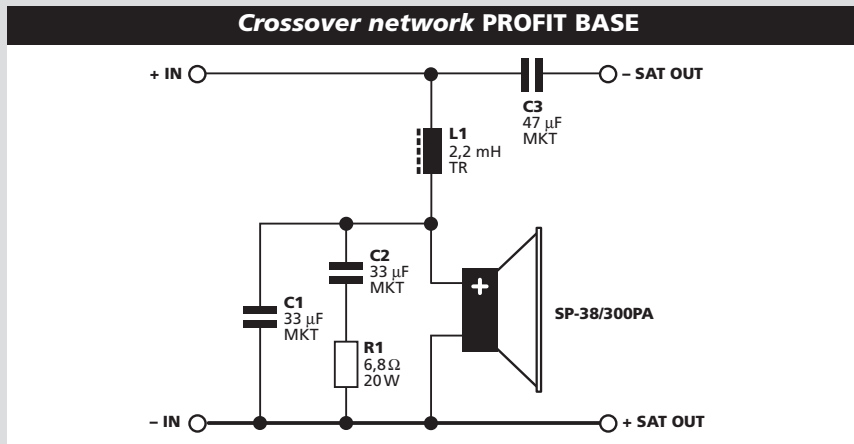 Crossover network PROFIT BASE
+ IN
– SAT OUT
C3
47 µF
MKT
L1
2,2 mH
TR
C2
33 µF
MKT
C1
33 µF
MKT
+
SP-38/300PA
R1
6,8 Ω
20 W
– IN
+ SAT OUT